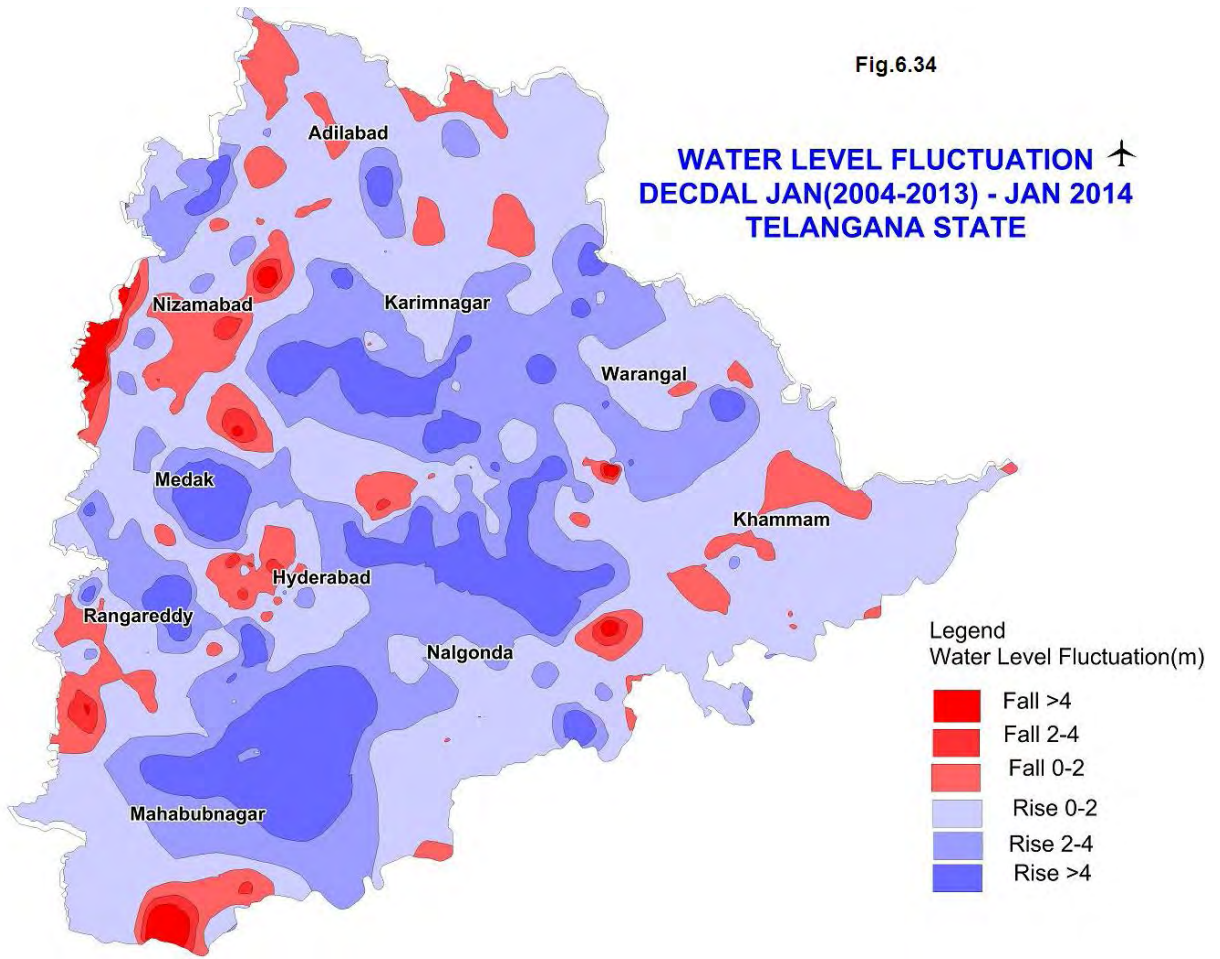 Fig.6.34
WATER LEVEL FLUCTUATION
DECDAL JAN(2004-2013) - JAN 2014
TELANGANA STATE
Adilabad
Nizamabad
Karimnagar
Warangal
Medak
Khammam
Hyderabad
Rangareddy
Nalgonda
Mahabubnagar
Legend
Water Level Fluctuation(m)
Fall >4
Fall 2-4
Fall 0-2
Rise 0-2
Rise 2-4
Rise >4